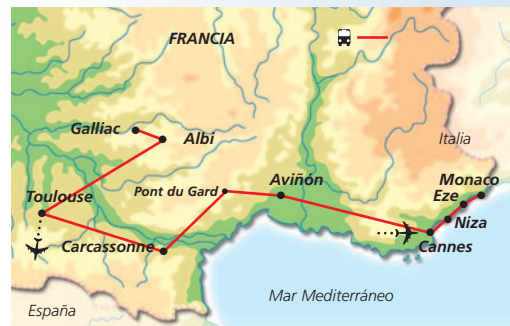 FRANCIA
Galliac
Albi
Italia
Toulouse
Pont du Gard
Aviñón
Monaco
Eze
Niza
Carcassonne
Cannes
España
Mar Mediterráneo